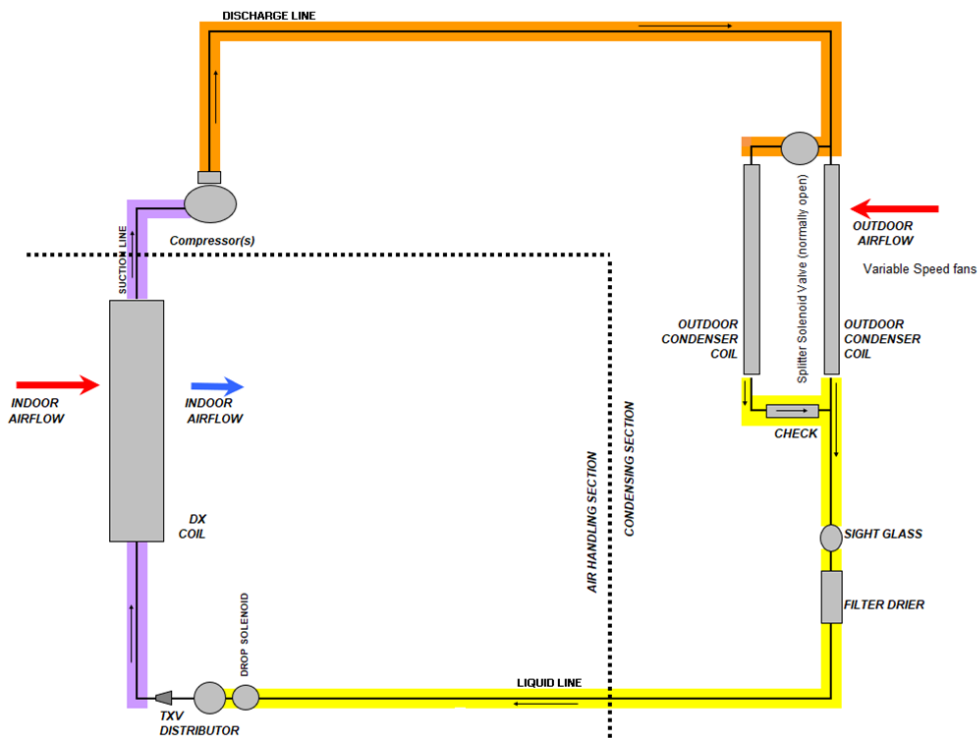 DISCHARGE LINE
Compressor(s)
SUCTION LINE
Splitter Solenoid Valve (normally open)
OUTDOOR
AIRFLOW
Variable Speed fans
OUTDOOR
CONDENSER
COIL
OUTDOOR
CONDENSER
COIL
INDOOR
AIRFLOW
INDOOR
AIRFLOW
CHECK
DX
COIL
AIR HANDLING SECTION
CONDENSING SECTION
SIGHT GLASS
FILTER DRIER
DROP SOLENOID
LIQUID LINE
TXV
DISTRIBUTOR